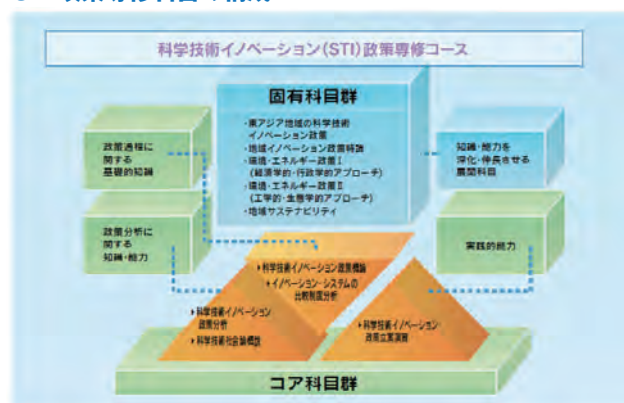 科学技術イノベーション(STI)政策専修コース
固有科目群
・東アジア地域の科学技術
イノベーション政策
・地域イノベーション政策特論
・環境・エネルギー政策Ⅰ
(経済学的・行政学的アプローチ)
・環境・エネルギー政策Ⅱ
(工学的・生態学的アプローチ)
・地域サステナビリティ
政策過程に
関する
基礎的知識
知識・能力を
深化・伸長させる
展開科目
政策分析に
関する
知識・能力
実践的能力
科学技術イノベーション政策概論
イノベーション・システムの
比較制度分析
科学技術イノベーション
政策分析
科学技術社会論概説
科学技術イノベーション
政策立案演習
コア科目群